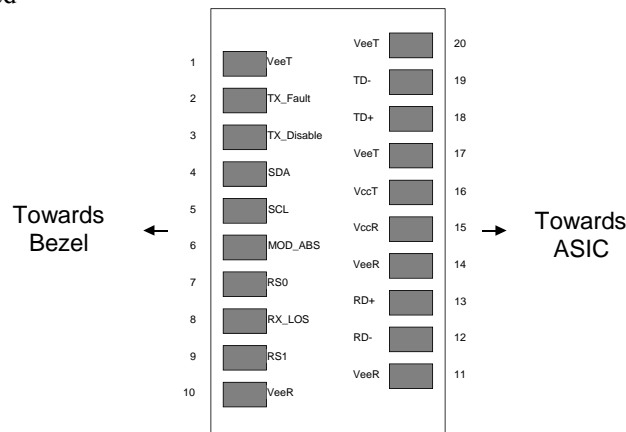 VeeT 20
1 VeeT
TD- 19
2 TX_Fault
TD+ 18
3 TX_Disable
VeeT 17
4 SDA
VccT 16
Towards
Bezel
5 SCL
VccR 15
Towards
ASIC
6 MOD_ABS
VeeR 14
7 RS0
RD+ 13
8 RX_LOS
RD- 12
9 RS1
VeeR 11
10 VeeR